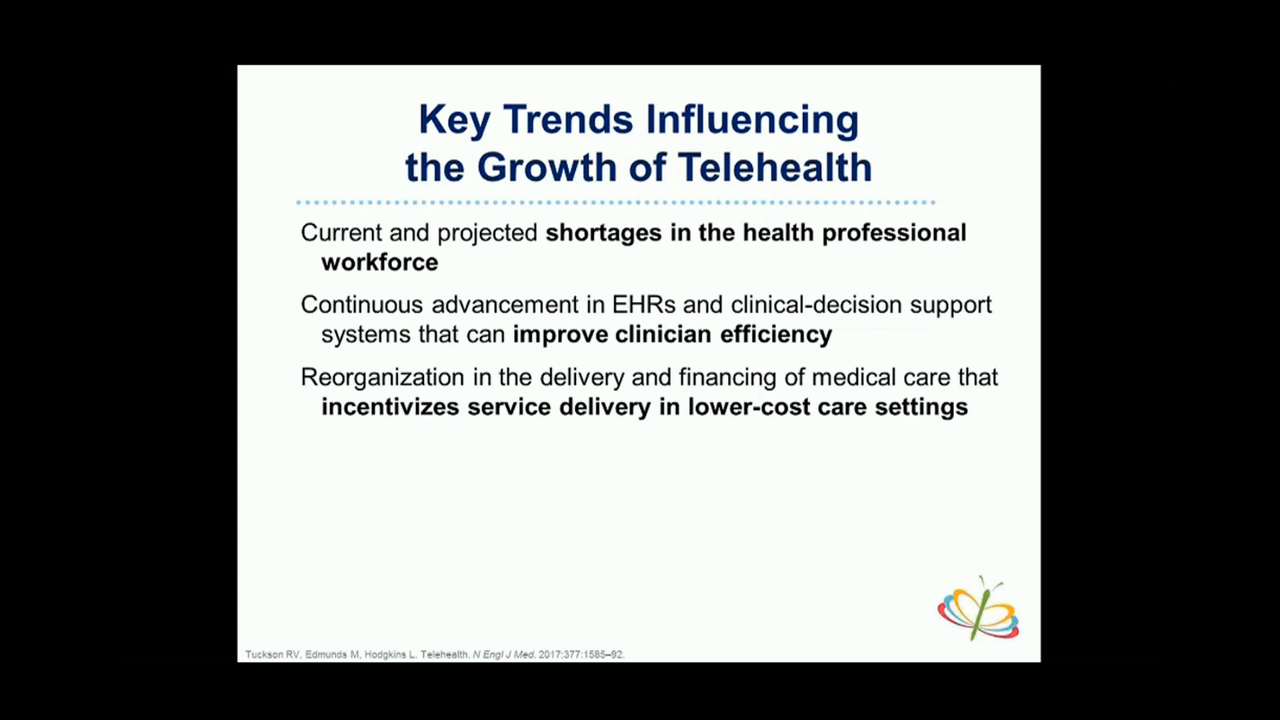 Key Trends Influencing
the Growth of Telehealth
Current and projected shortages in the health professional
workforce
Continuous advancement in EHRs and clinical-decision support
systems that can improve clinician efficiency
Reorganization in the delivery and financing of medical care that
incentivizes service delivery in lower-cost care settings
Tuckson RV, Edmunds M, Hodgkins L. Telehealth. N Engl J Med. 2017;377:1585–92.